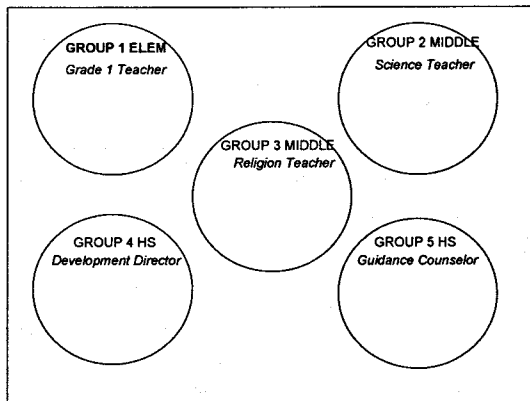 GROUP 1 ELEM
Grade 1 Teacher
GROUP 2 MIDDLE
Science Teacher
GROUP 3 MIDDLE
Religion Teacher
GROUP 4 HS
Development Director
GROUP 5 HS
Guidance Counselor